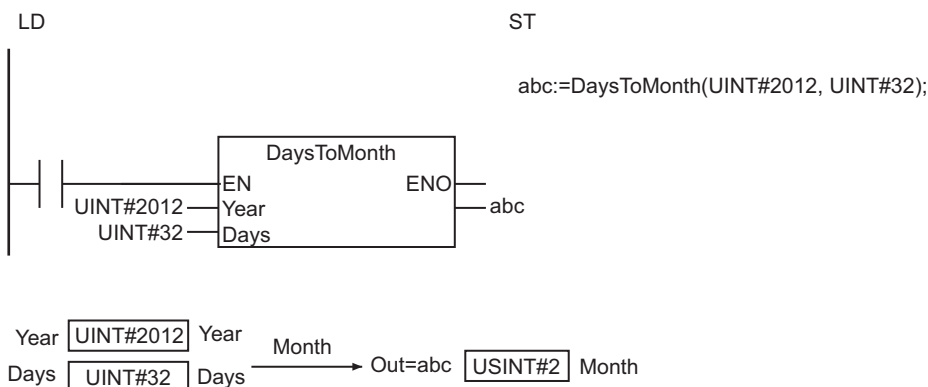 LD
ST
abc:=DaysToMonth(UINT#2012, UINT#32);
DaysToMonth
EN ENO
UINT#2012 Year abc
UINT#32 Days
Year UINT#2012 Year
Month
Days UINT#32 Days
Out=abc USINT#2 Month